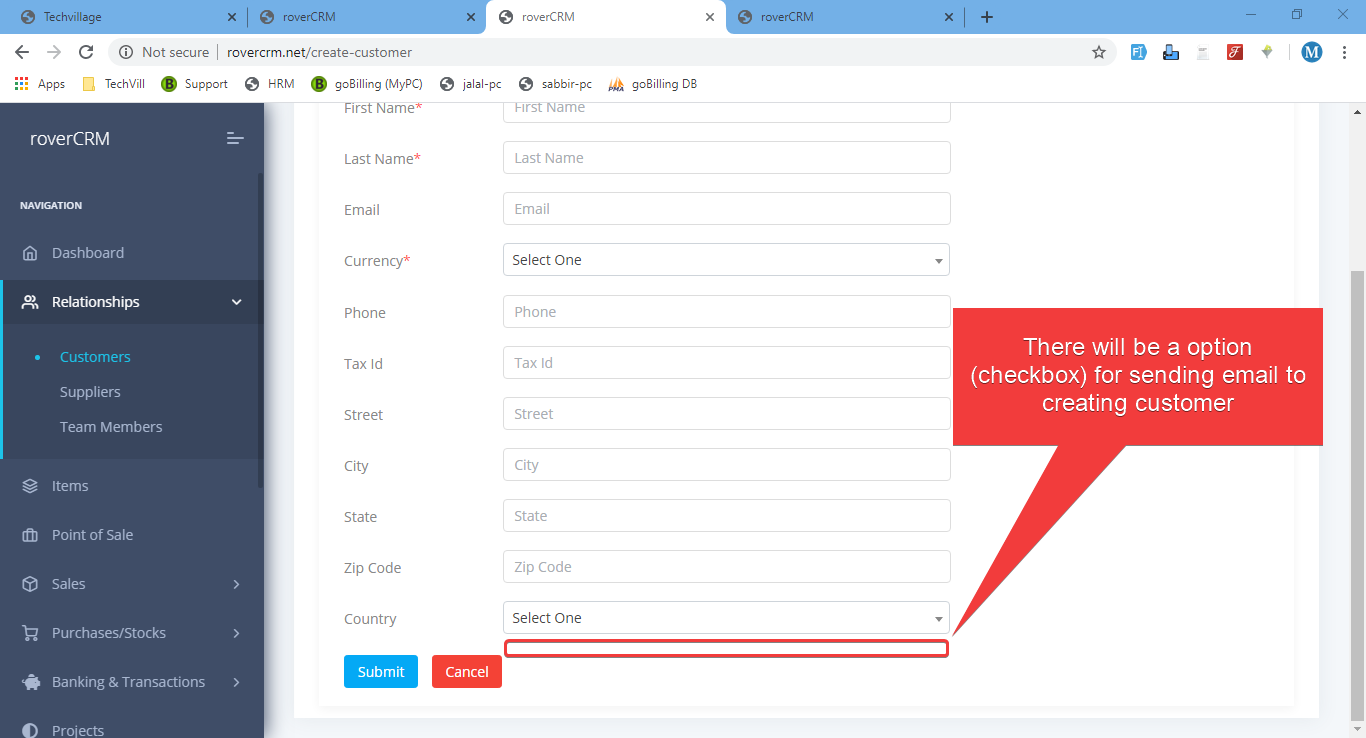 Techvillage
roverCRM
roverCRM
roverCRM
Not secure
rovercrm.net/create-customer
M
Apps
TechVill
B Support
HRM
B goBilling (MyPC)
jalal-pc
sabbir-pc
PMA goBilling DB
roverCRM
NAVIGATION
Dashboard
Relationships
Customers
Suppliers
Team Members
Items
Point of Sale
Sales
Purchases/Stocks
Banking & Transactions
Projects
First Name*
First Name
Last Name*
Last Name
Email
Email
Currency*
Select One
Phone
Phone
Tax Id
Tax Id
Street
Street
City
City
State
State
Zip Code
Zip Code
Country
Select One
Submit
Cancel
There will be a option
(checkbox) for sending email to
creating customer